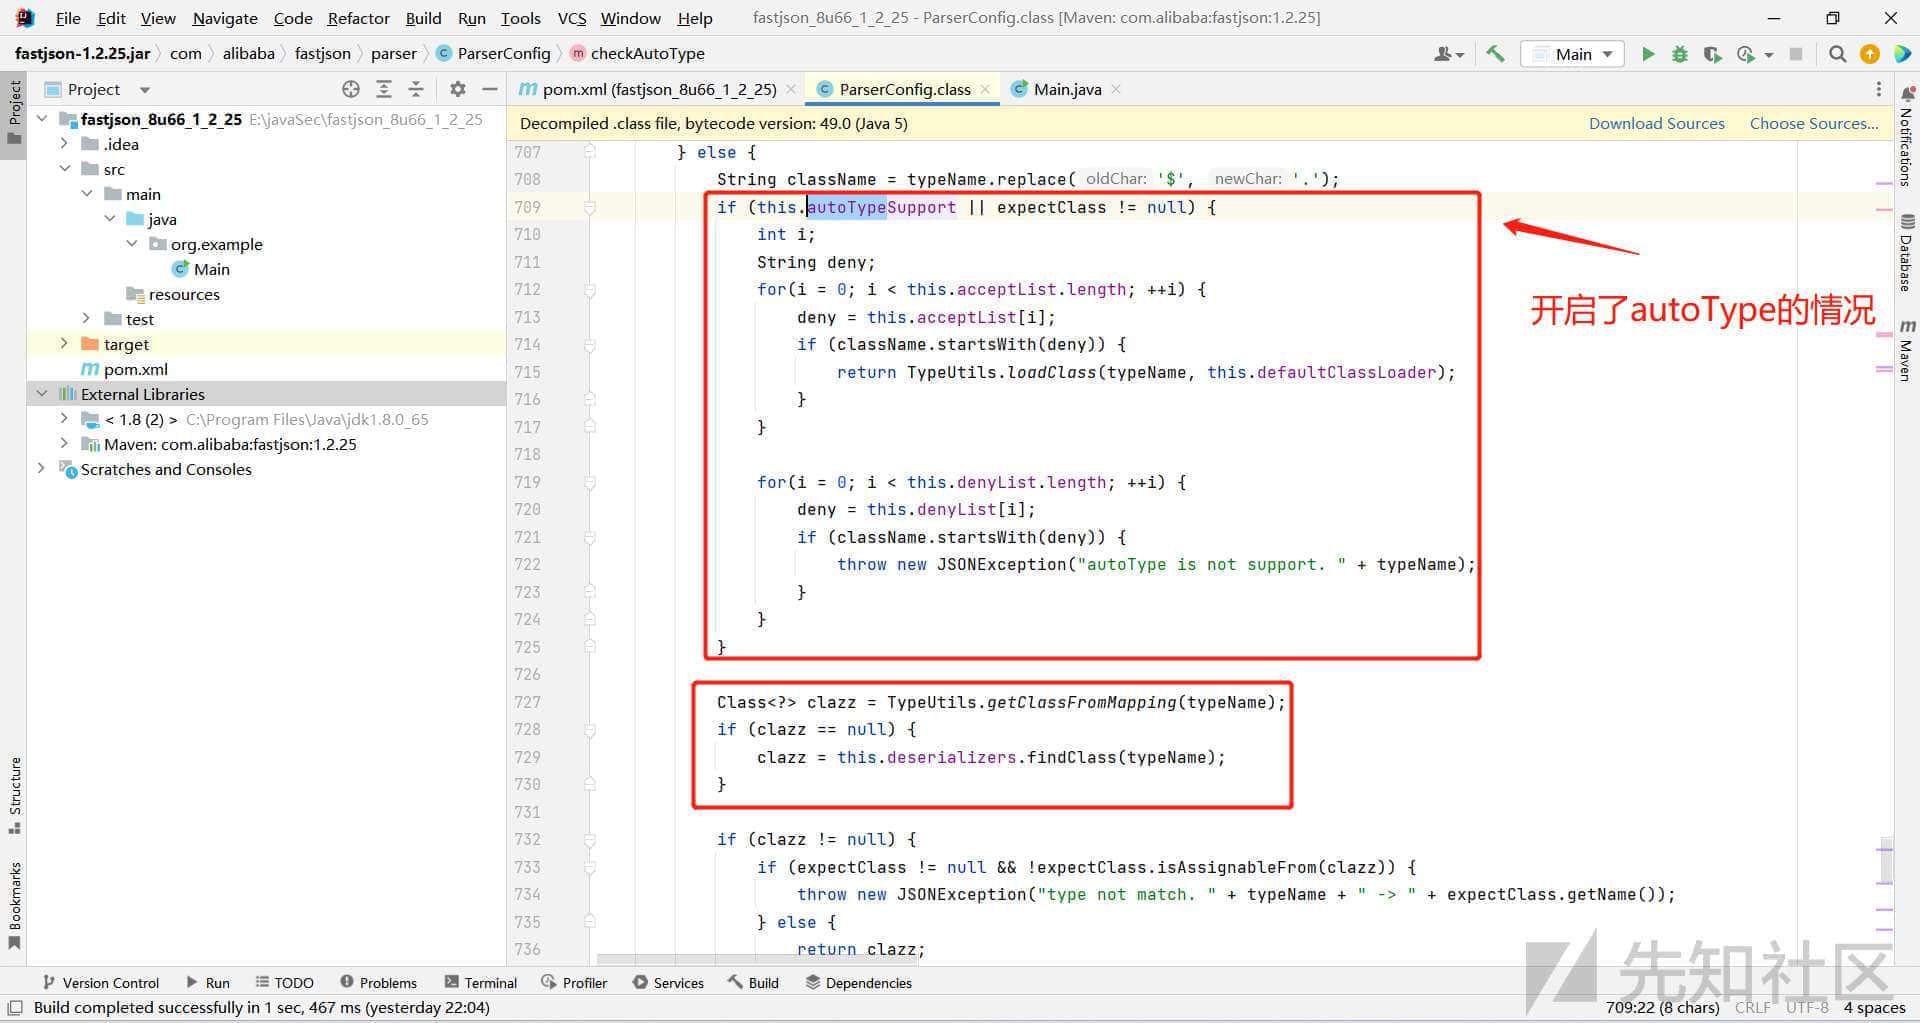 File Edit View Navigate Code Refactor Build Run Tools VCS Window Help fastjson_8u66_1_2_25 - ParserConfig.class [Maven: com.alibaba:fastjson:1.2.25]
fastjson-1.2.25.jar com alibaba fastjson parser ParserConfig checkAutoType Main
Project
Project
pom.xml (fastjson_8u66_1_2_25) ParserConfig.class Main.java
Notifications
Database
Maven
Structure
Bookmarks
fastjson_8u66_1_2_25 E:\javaSec\fastjson_8u66_1_2_25
.idea
src
main
java
org.example
Main
resources
test
target
pom.xml
External Libraries
< 1.8 (2) > C:\Program Files\Java\jdk1.8.0_65
Maven: com.alibaba:fastjson:1.2.25
Scratches and Consoles
Decompiled .class file, bytecode version: 49.0 (Java 5) Download Sources Choose Sources...
707 } else {
708 String className = typeName.replace( oldChar: '$', newChar: '.');
709 if (this.autoTypeSupport || expectClass != null) {
710 int i;
711 String deny;
712 for(i = 0; i < this.acceptList.length; ++i) {
713 deny = this.acceptList[i];
714 if (className.startsWith(deny)) {
715 return TypeUtils.loadClass(typeName, this.defaultClassLoader);
716 }
717 }
718
719 for(i = 0; i < this.denyList.length; ++i) {
720 deny = this.denyList[i];
721 if (className.startsWith(deny)) {
722 throw new JSONException("autoType is not support. " + typeName);
723 }
724 }
725 }
726
727 Class<?> clazz = TypeUtils.getClassFromMapping(typeName);
728 if (clazz == null) {
729 clazz = this.deserializers.findClass(typeName);
730 }
731
732 if (clazz != null) {
733 if (expectClass != null && !expectClass.isAssignableFrom(clazz)) {
734 throw new JSONException("type not match. " + typeName + " -> " + expectClass.getName());
735 } else {
736 return clazz;
开启了autoType的情况
先知社区
Version Control Run TODO Problems Terminal Profiler Services Build Dependencies
Build completed successfully in 1 sec, 467 ms (yesterday 22:04) 709:22 (8 chars) CRLF UTF-8 4 spaces